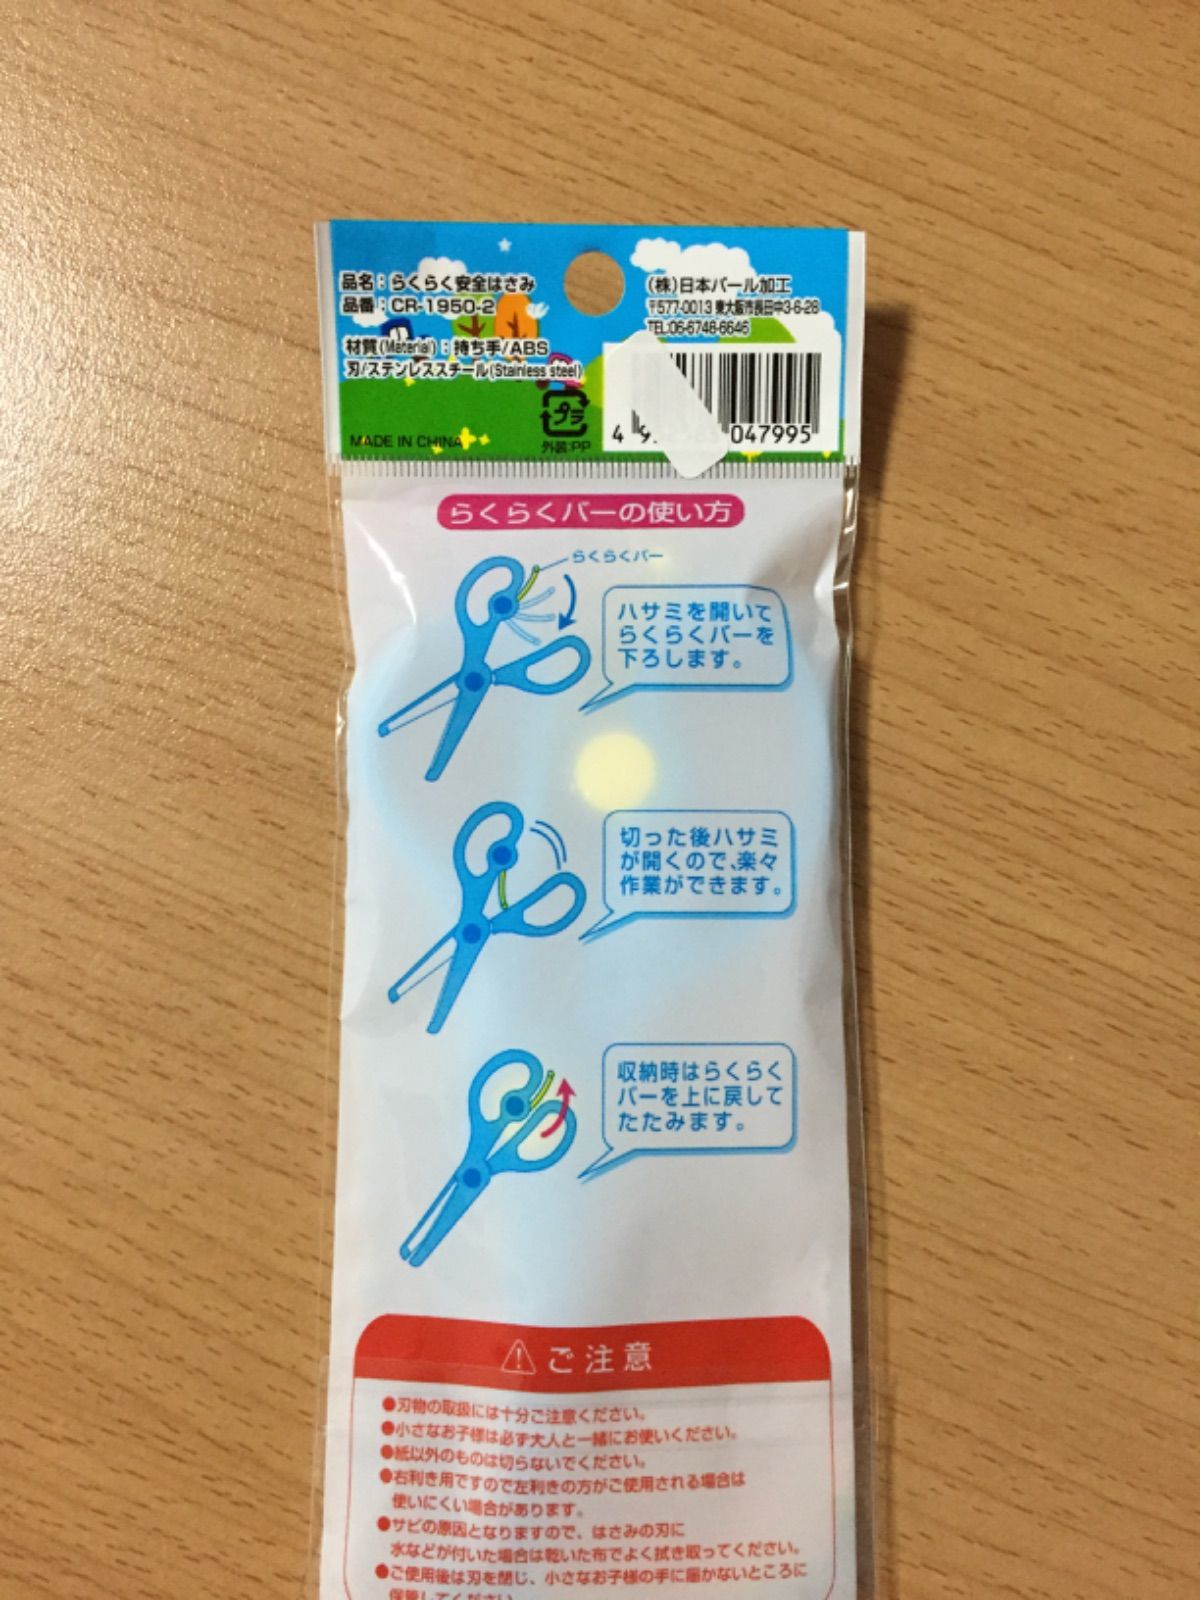 品名：らくらく安全はさみ
品番：CR-1950-2
材質(Material)：持ち手/ABS
刃/ステンレススチール(Stainless steel)
MADE IN CHINA
プラ
外装:PP
(株)日本パール加工
〒577-0013 東大阪市長田中3-6-28
TEL:06-6748-6646
4 9 047995
らくらくバーの使い方
らくらくバー
ハサミを開いて
らくらくバーを
下ろします。
切った後ハサミ
が開くので、楽々
作業ができます。
収納時はらくらく
バーを上に戻して
たたみます。
ご注意
●刃物の取扱には十分ご注意ください。
●小さなお子様は必ず大人と一緒にお使いください。
●紙以外のものは切らないでください。
●右利き用ですので左利きの方がご使用される場合は
使いにくい場合があります。
●サビの原因となりますので、はさみの刃に
水などが付いた場合は乾いた布でよく拭き取ってください。
●ご使用後は刃を閉じ、小さなお子様の手に届かないところに
保管してください